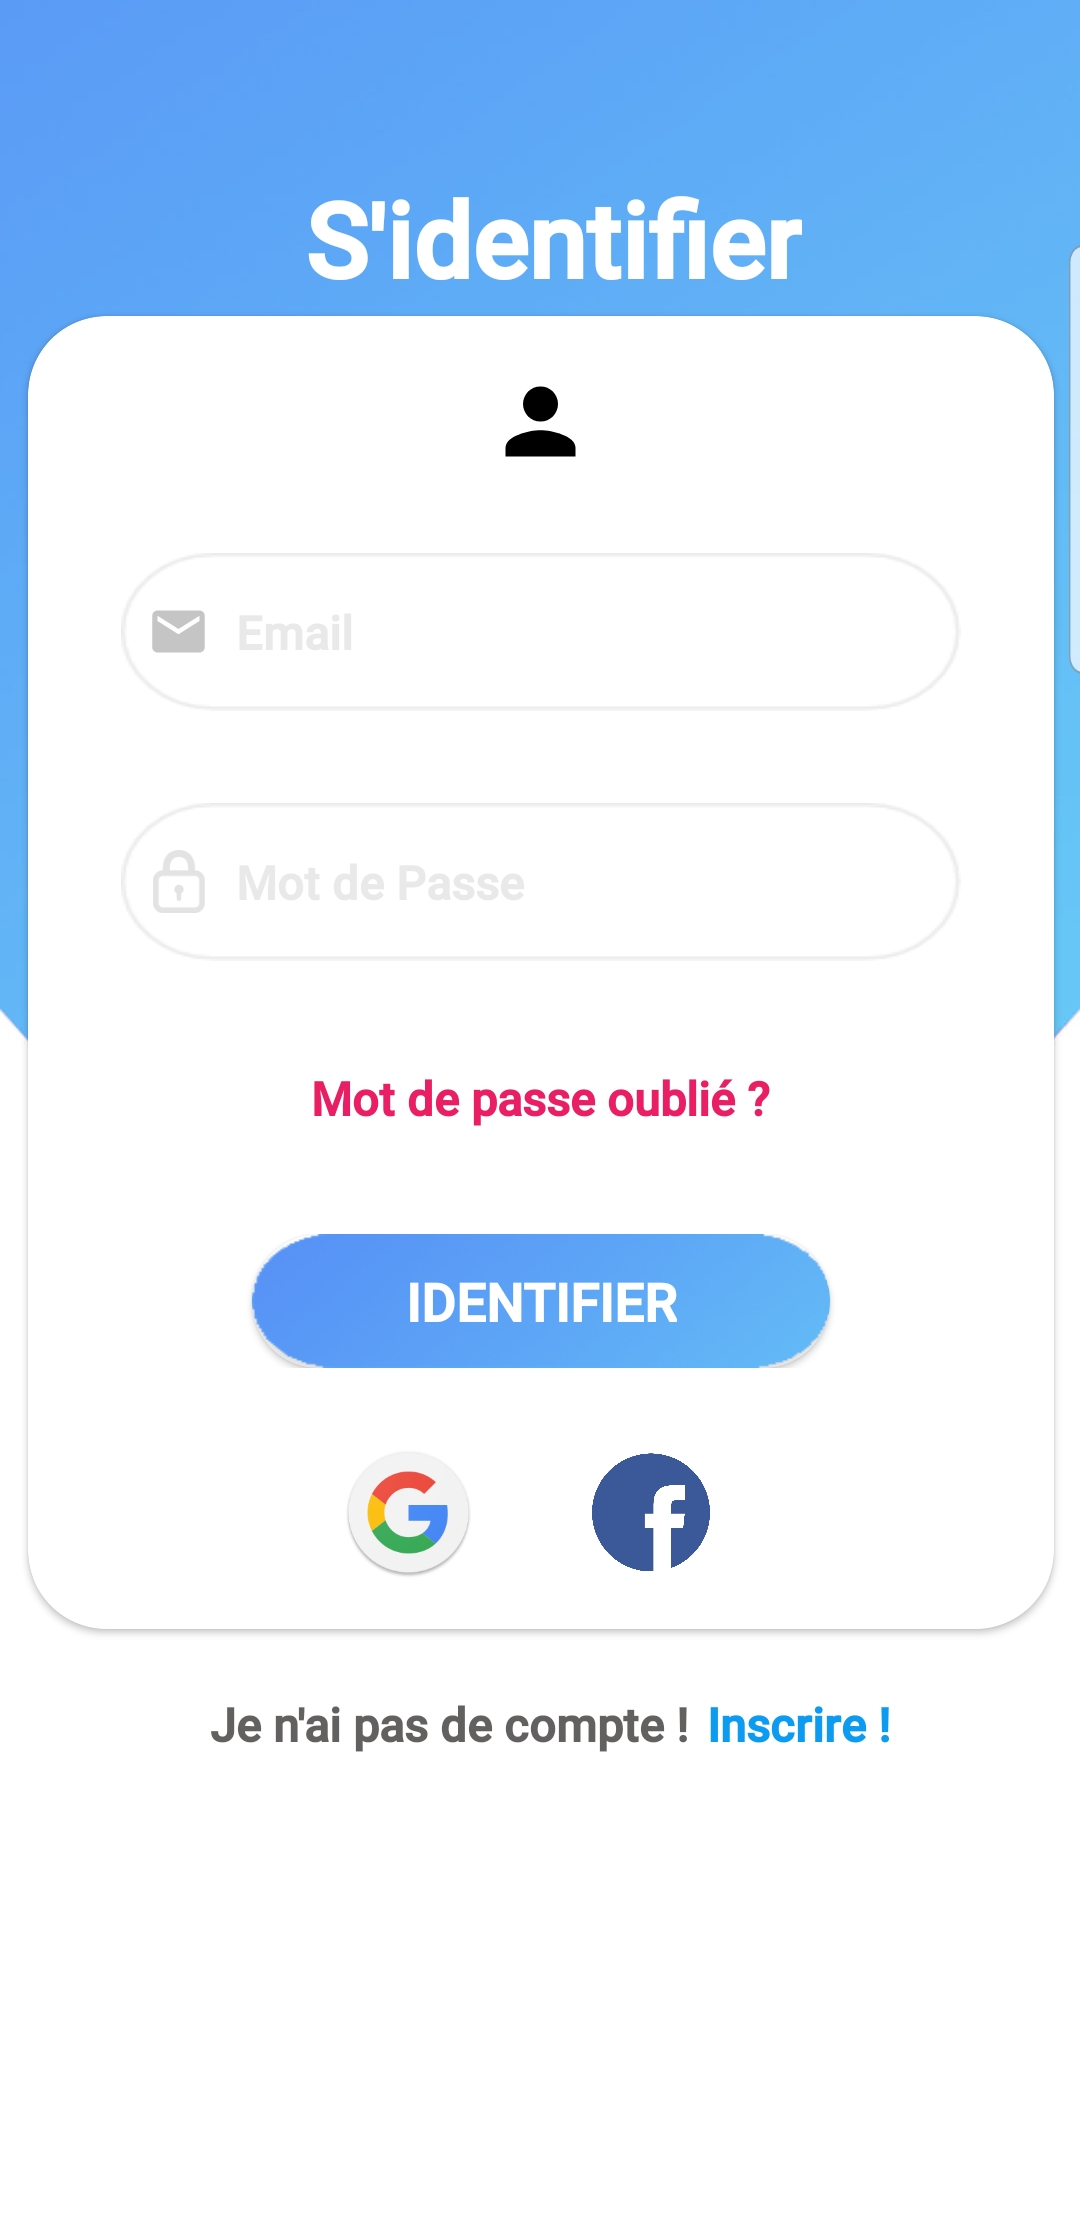 S'identifier
Email
Mot de Passe
Mot de passe oublié ?
IDENTIFIER
Je n'ai pas de compte ! Inscrire !